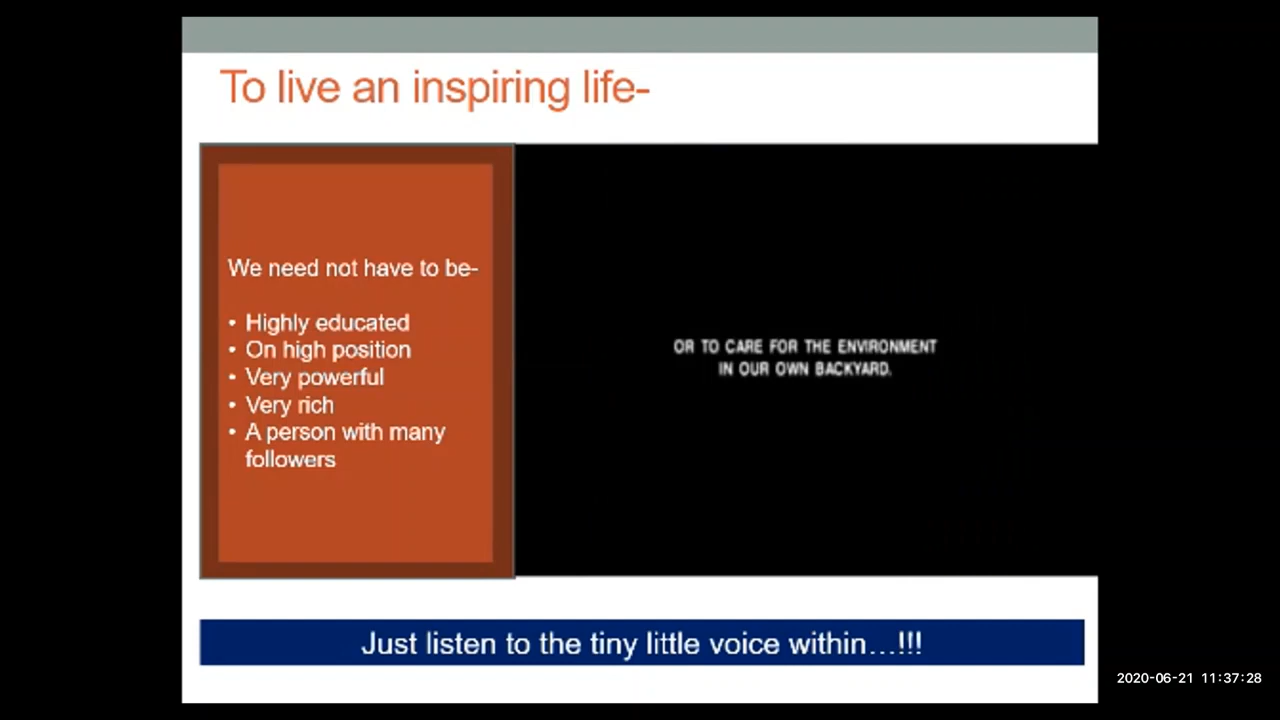 To live an inspiring life-
We need not have to be-
• Highly educated
• On high position
• Very powerful
• Very rich
• A person with many
followers
OR TO CARE FOR THE ENVIRONMENT
IN OUR OWN BACKYARD.
Just listen to the tiny little voice within...!!!
2020-06-21 11:37:28